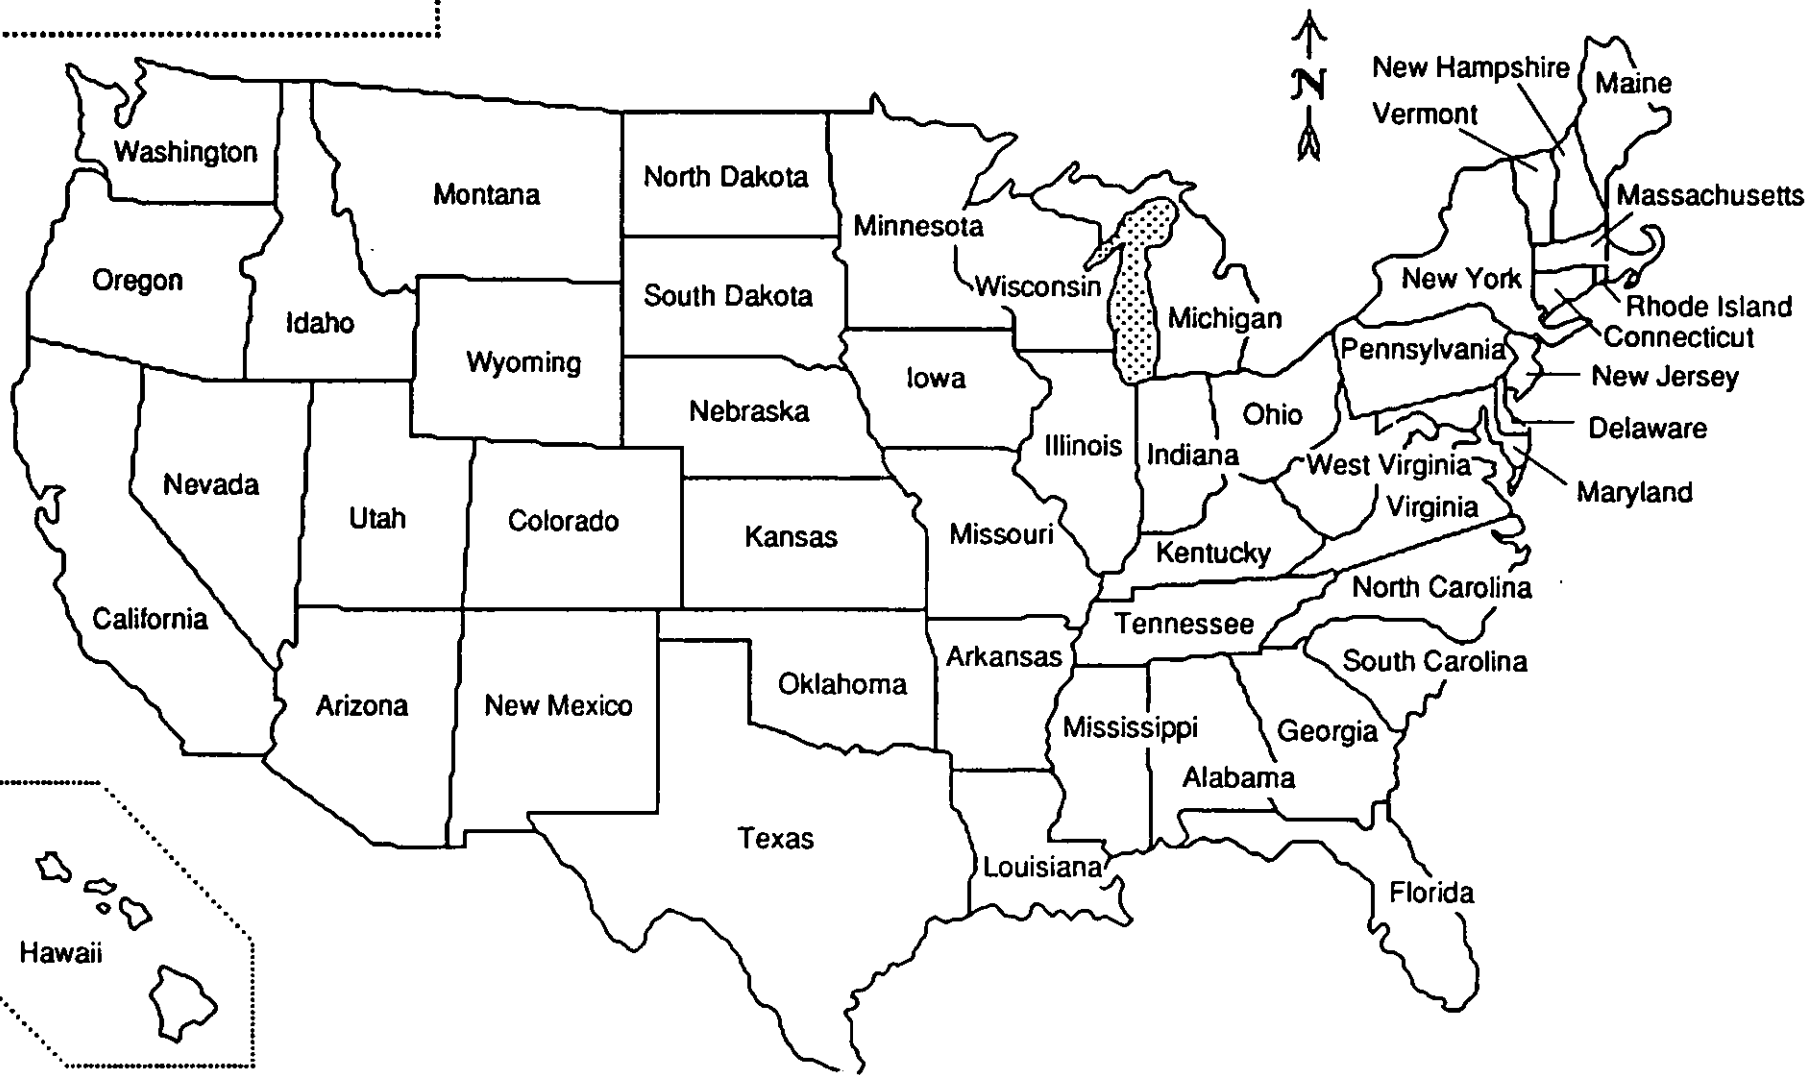 N
New Hampshire
Maine
Vermont
Washington
Montana
North Dakota
Minnesota
Massachusetts
Oregon
Idaho
South Dakota
Wisconsin
Michigan
New York
Rhode Island
Connecticut
Wyoming
Iowa
Pennsylvania
New Jersey
Nebraska
Illinois
Indiana
Ohio
Delaware
Nevada
Utah
Colorado
Kansas
Missouri
Kentucky
West Virginia
Virginia
Maryland
California
Arizona
New Mexico
Oklahoma
Arkansas
Tennessee
North Carolina
South Carolina
Mississippi
Alabama
Georgia
Texas
Louisiana
Florida
Hawaii